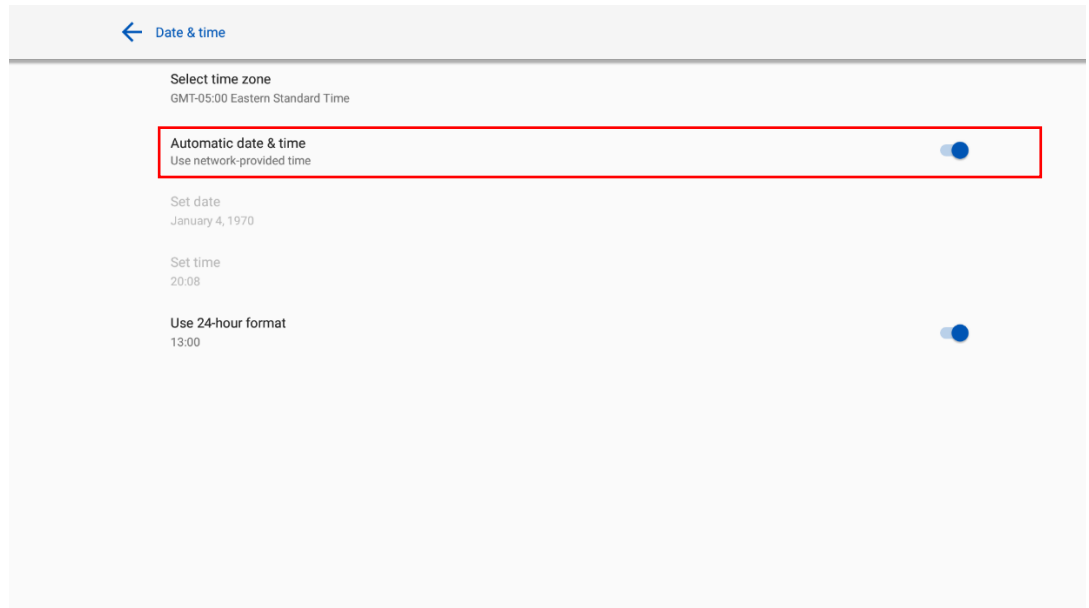 Date & time
Select time zone
GMT-05:00 Eastern Standard Time
Automatic date & time
Use network-provided time
Set date
January 4, 1970
Set time
20:08
Use 24-hour format
13:00